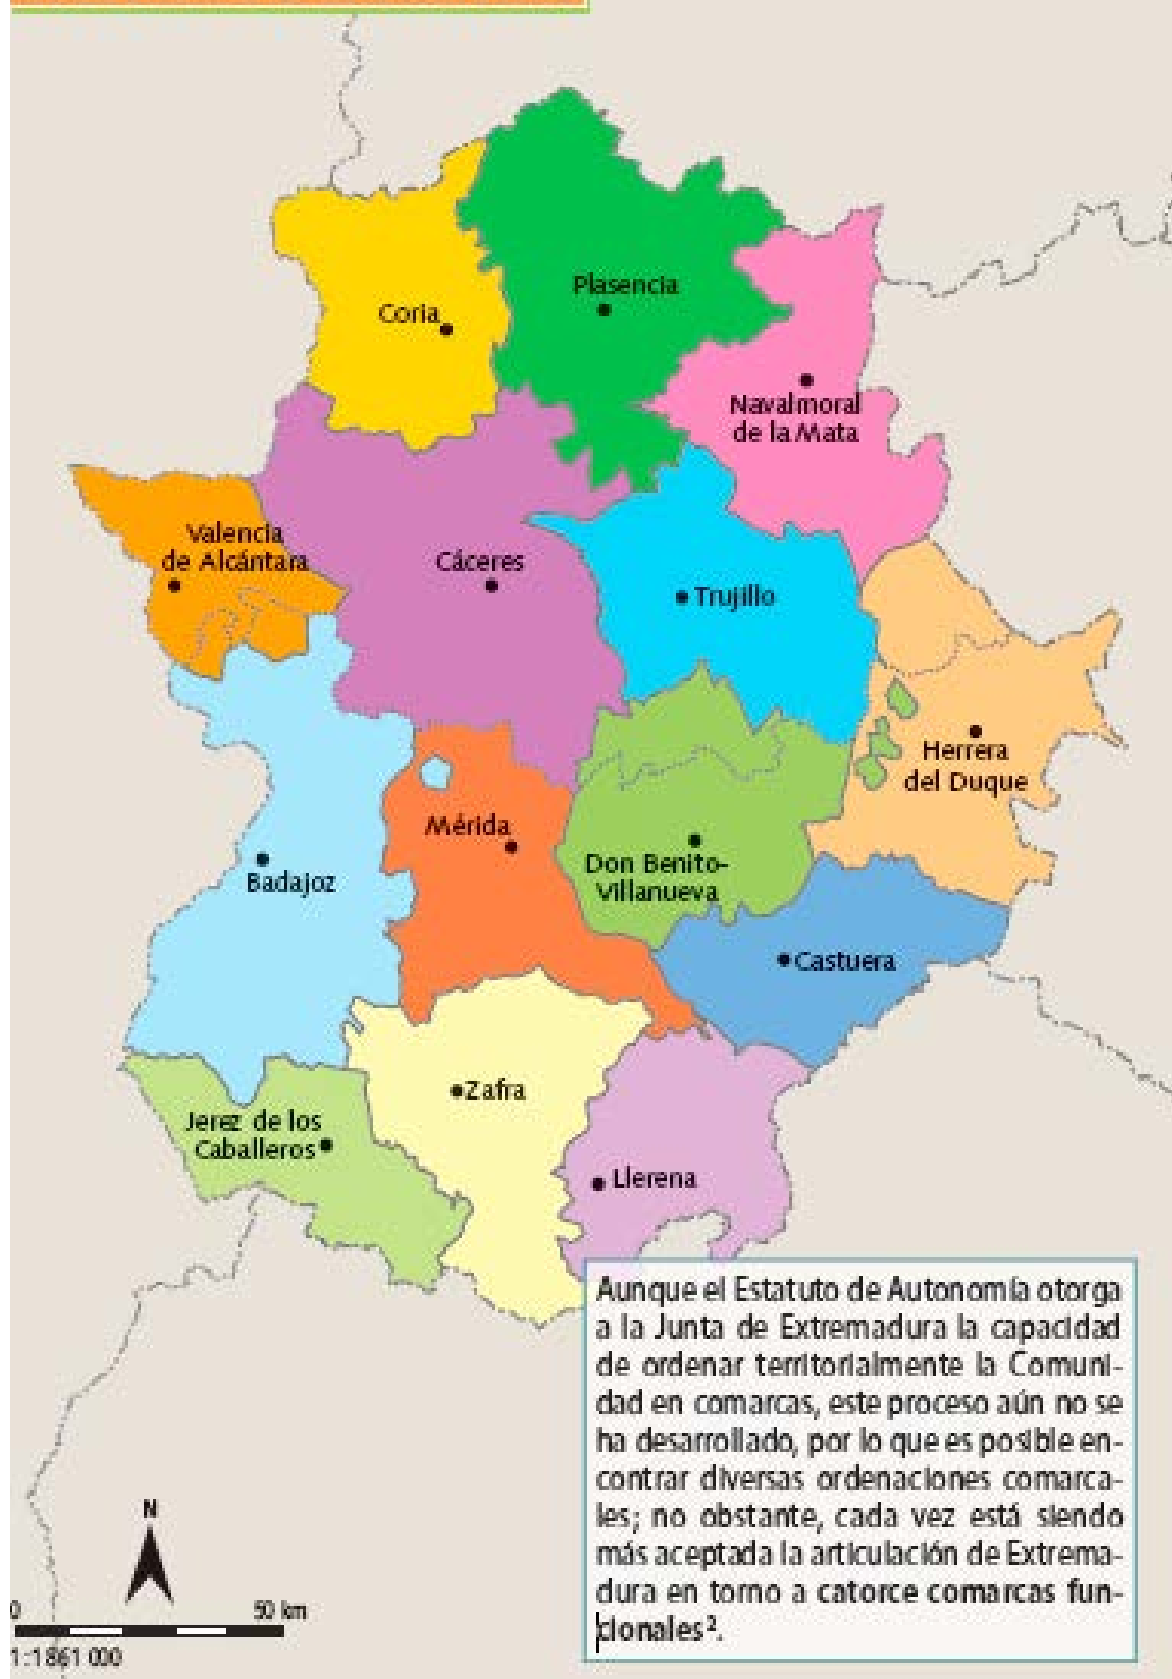 Plasencia
Coria
Navalmoral
de la Mata
Valencia
de Alcántara
Cáceres
Trujillo
Herrera
del Duque
Mérida
Don Benito-
Villanueva
Badajoz
Castuera
Zafra
Jerez de los
Caballeros
Llerena
Aunque el Estatuto de Autonomía otorga
a la Junta de Extremadura la capacidad
de ordenar territorialmente la Comuni-
dad en comarcas, este proceso aún no se
ha desarrollado, por lo que es posible en-
contrar diversas ordenaciones comarca-
les; no obstante, cada vez está siendo
más aceptada la articulación de Extrema-
dura en torno a catorce comarcas fun-
cionales².
N
0 50 km
1:1861 000